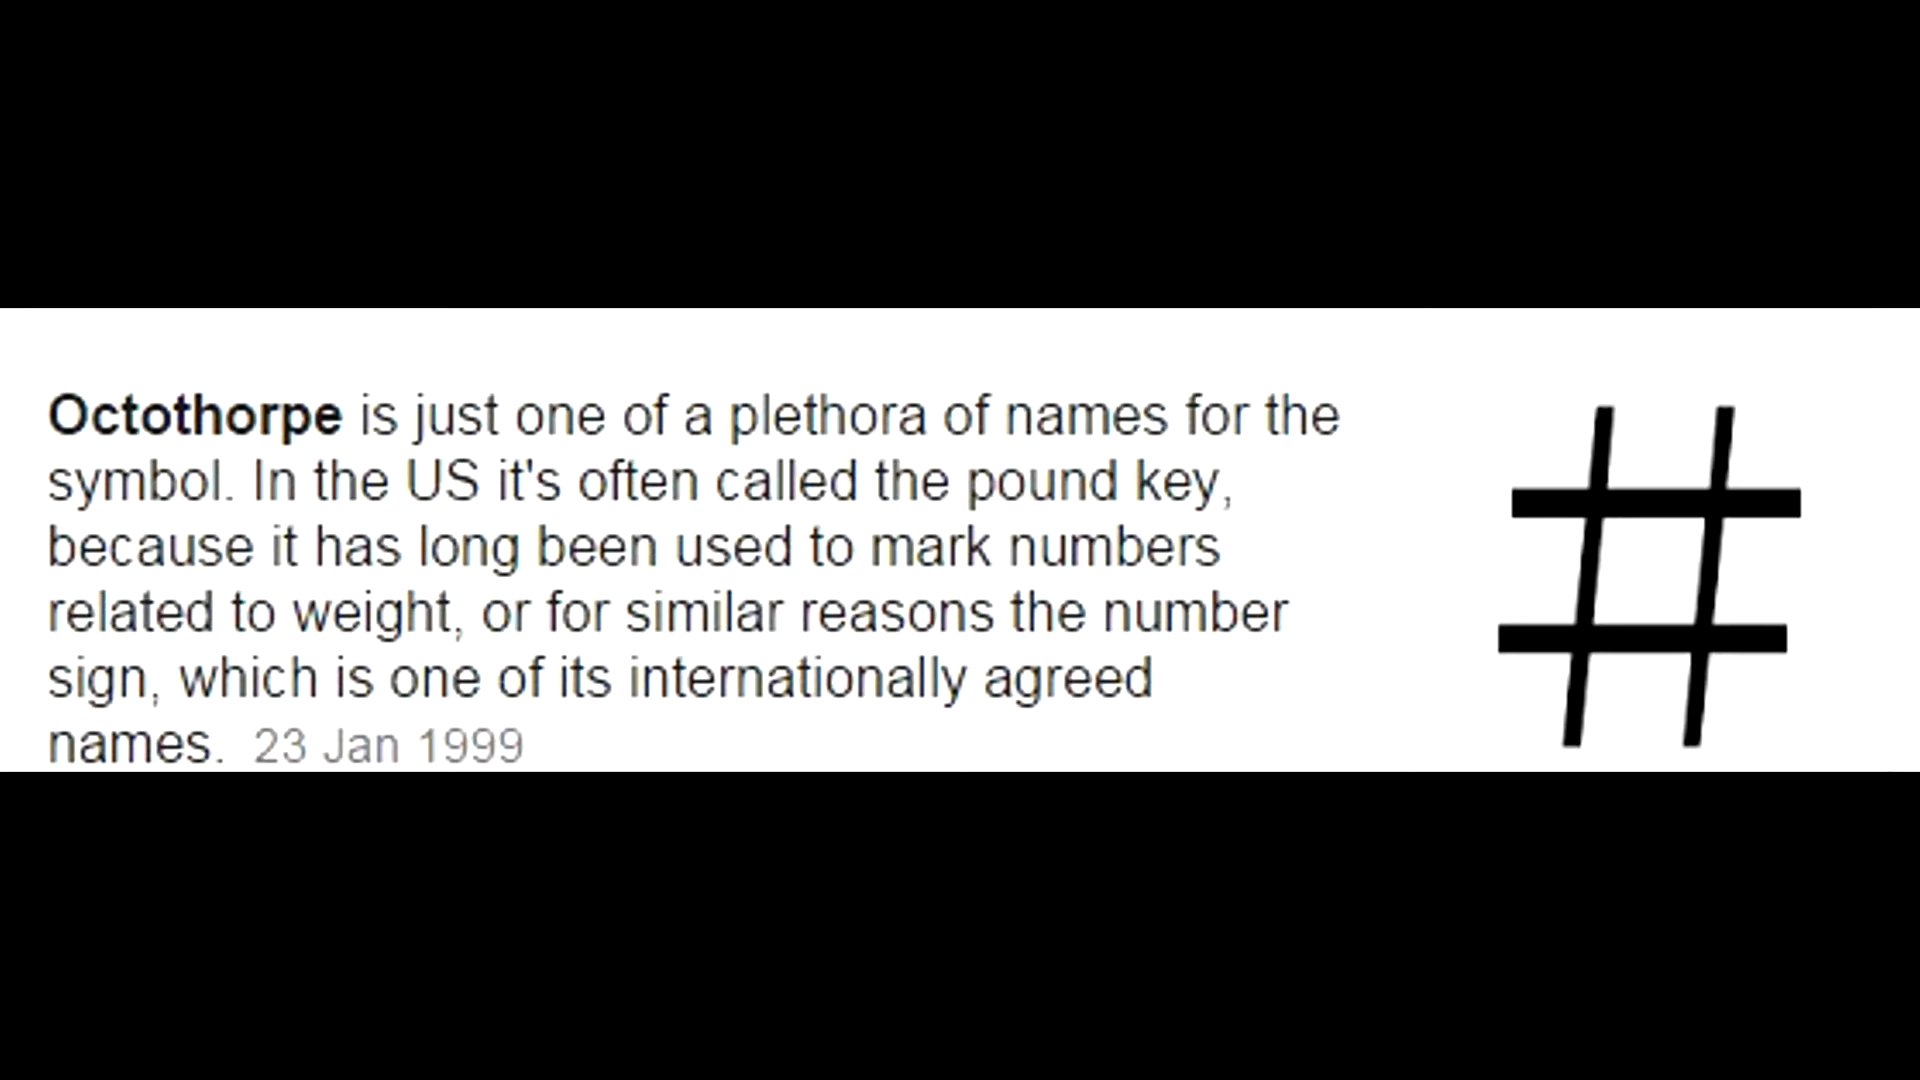 Octothorpe is just one of a plethora of names for the
symbol. In the US it's often called the pound key,
because it has long been used to mark numbers
related to weight, or for similar reasons the number
sign, which is one of its internationally agreed
names. 23 Jan 1999
#